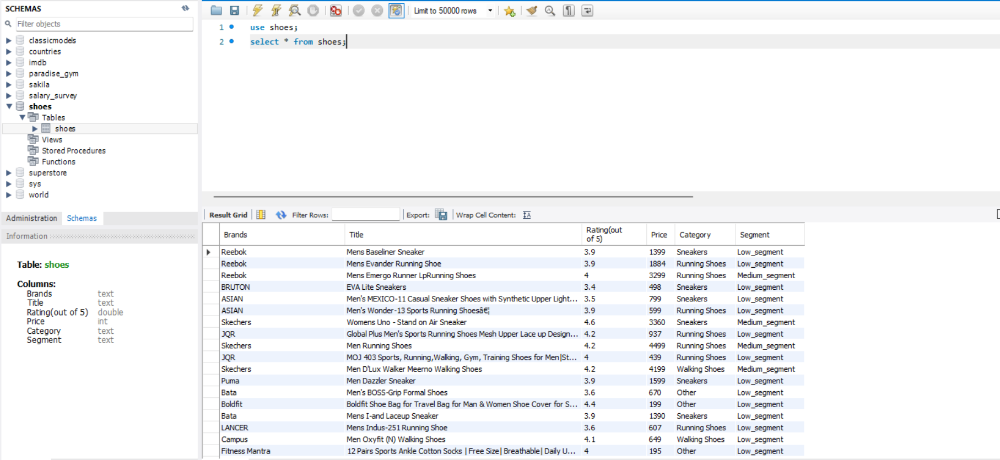 SCHEMAS
Filter objects
classicmodels
countries
imdb
paradise_gym
sakila
salary_survey
shoes
Tables
shoes
Views
Stored Procedures
Functions
superstore
sys
world
Administration Schemas
Information
Table: shoes
Columns:
Brands text
Title text
Rating(out of 5) double
Price int
Category text
Segment text
Limit to 50000 rows
1 use shoes;
2 select * from shoes;
Result Grid Filter Rows: Export: Wrap Cell Content:
Brands Title Rating(out of 5) Price Category Segment
Reebok Mens Baseliner Sneaker 3.9 1399 Sneakers Low_segment
Reebok Mens Evander Running Shoe 3.9 1884 Running Shoes Low_segment
Reebok Mens Emergo Runner LpRunning Shoes 4 3299 Running Shoes Medium_segment
BRUTON EVA Lite Sneakers 3.4 498 Sneakers Low_segment
ASIAN Men's MEXICO-11 Casual Sneaker Shoes with Synthetic Upper Light... 3.5 799 Sneakers Low_segment
ASIAN Men's Wonder-13 Sports Running Shoesâ€¦ 3.9 599 Running Shoes Low_segment
Skechers Womens Uno - Stand on Air Sneaker 4.6 3360 Sneakers Medium_segment
JQR Global Plus Men's Sports Running Shoes Mesh Upper Lace up Design... 4.2 937 Running Shoes Low_segment
Skechers Men Running Shoes 4.2 4499 Running Shoes Medium_segment
JQR MOJ 403 Sports, Running,Walking, Gym, Training Shoes for Men|St... 4 439 Running Shoes Low_segment
Skechers Men D'Lux Walker Meerno Walking Shoes 4.2 4199 Walking Shoes Medium_segment
Puma Men Dazzler Sneaker 3.9 1599 Sneakers Low_segment
Bata Men's BOSS-Grip Formal Shoes 3.6 670 Other Low_segment
Boldfit Boldfit Shoe Bag for Travel Bag for Man & Women Shoe Cover for S... 4.4 199 Other Low_segment
Bata Mens I-and Laceup Sneaker 3.9 1390 Sneakers Low_segment
LANCER Mens Indus-251 Running Shoe 3.6 607 Running Shoes Low_segment
Campus Men Oxyfit (N) Walking Shoes 4.1 649 Walking Shoes Low_segment
Fitness Mantra 12 Pairs Sports Ankle Cotton Socks | Free Size| Breathable| Daily U... 4 195 Other Low_segment